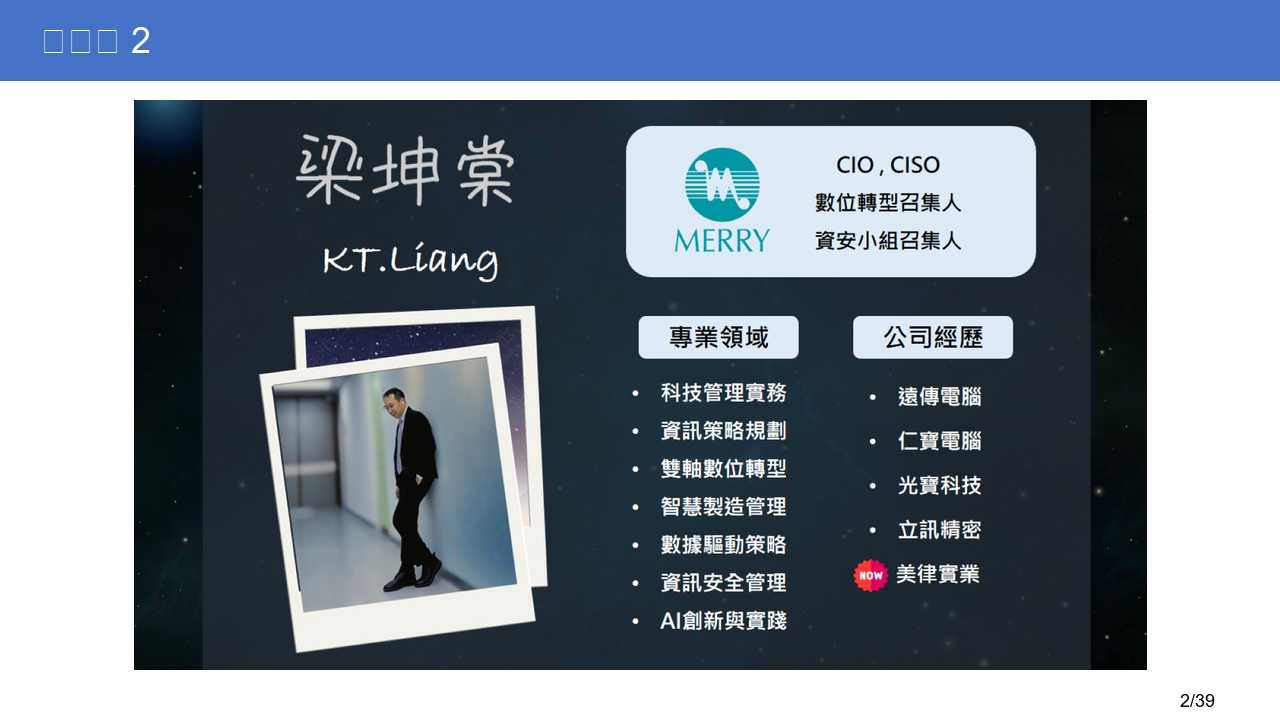 2
梁坤棠
KT.Liang
MERRY
CIO , CISO
數位轉型召集人
資安小組召集人
專業領域
• 科技管理實務
• 資訊策略規劃
• 雙軸數位轉型
• 智慧製造管理
• 數據驅動策略
• 資訊安全管理
• AI創新與實踐
公司經歷
• 遠傳電腦
• 仁寶電腦
• 光寶科技
• 立訊精密
NOW 美律實業
2/39